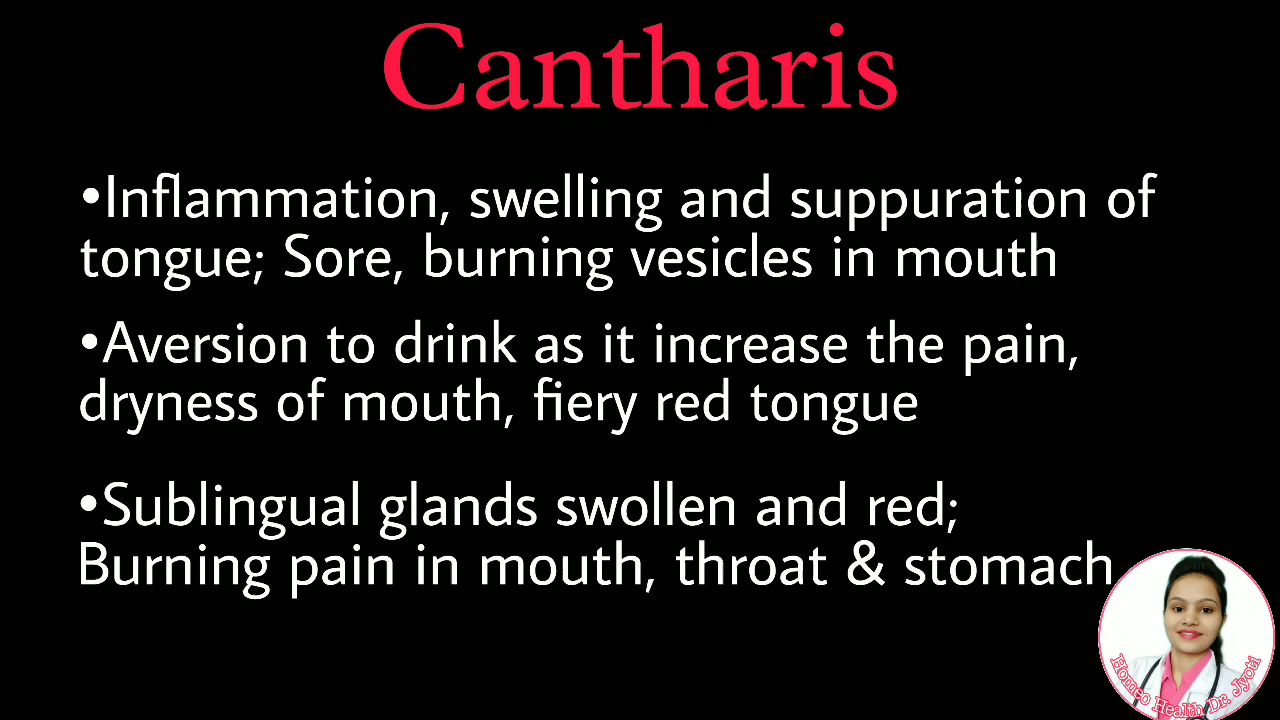 Cantharis
•Inflammation, swelling and suppuration of
tongue; Sore, burning vesicles in mouth
•Aversion to drink as it increase the pain,
dryness of mouth, fiery red tongue
•Sublingual glands swollen and red;
Burning pain in mouth, throat & stomach
Homeo Health Dr. Jyoti